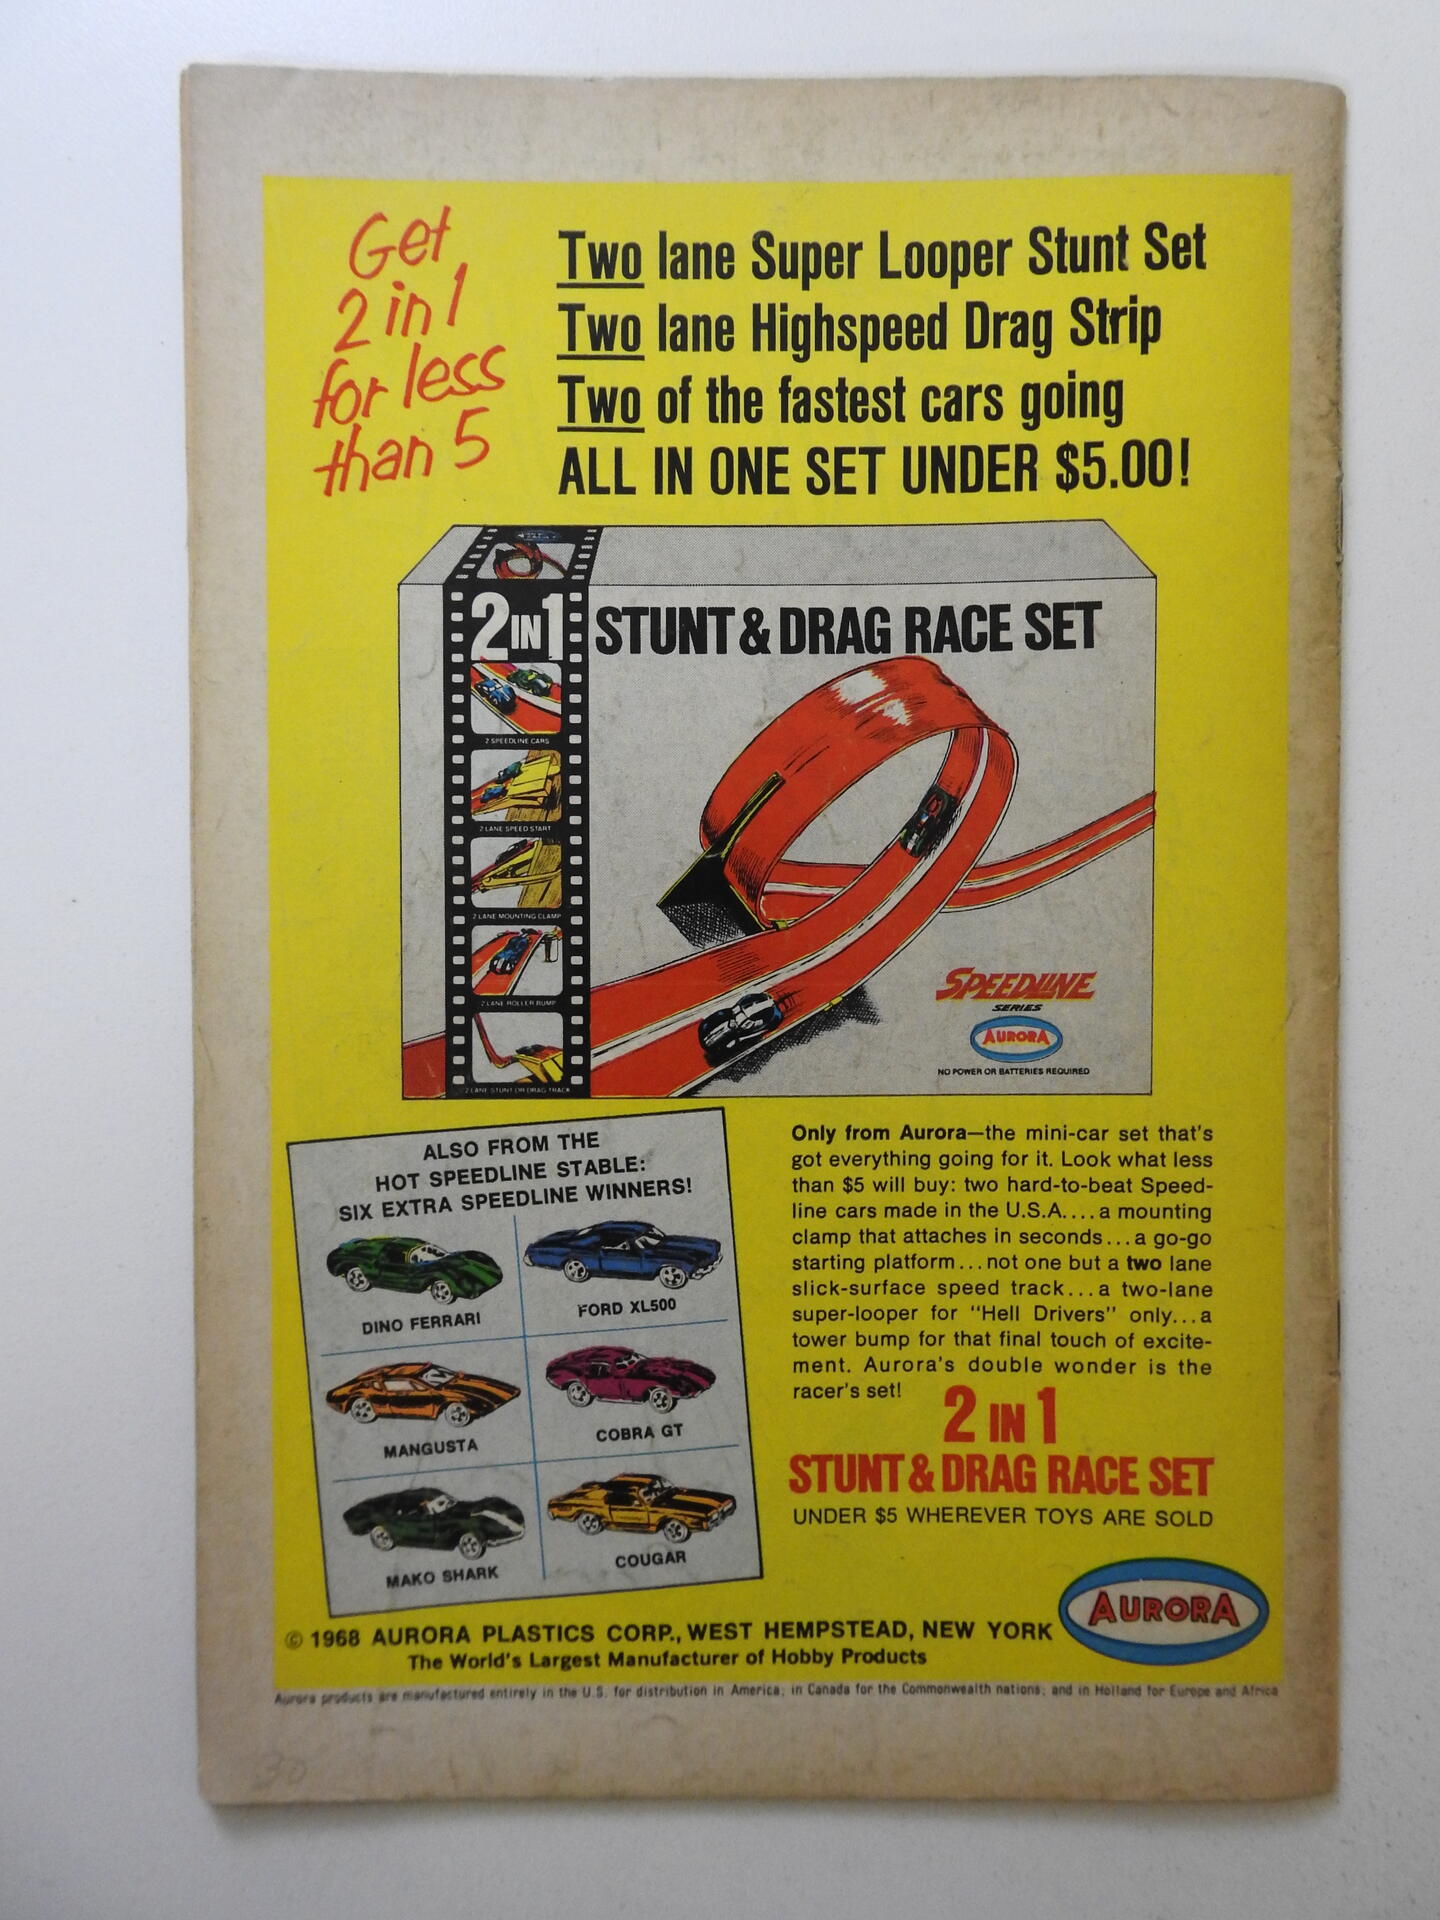 Get
2 in 1
for less
than 5
Two lane Super Looper Stunt Set
Two lane Highspeed Drag Strip
Two of the fastest cars going
ALL IN ONE SET UNDER $5.00!
2 IN 1 STUNT & DRAG RACE SET
2 SPEEDLINE CARS
2 LANE SPEED START
2 LANE MOUNTING CLAMP
2 LANE ROLLER BUMP
2 LANE STUNT OR DRAG TRACK
SPEEDLINE
SERIES
AURORA
NO POWER OR BATTERIES REQUIRED
ALSO FROM THE
HOT SPEEDLINE STABLE:
SIX EXTRA SPEEDLINE WINNERS!
DINO FERRARI
FORD XL500
MANGUSTA
COBRA GT
MAKO SHARK
COUGAR
Only from Aurora—the mini-car set that's
got everything going for it. Look what less
than $5 will buy: two hard-to-beat Speed-
line cars made in the U.S.A.... a mounting
clamp that attaches in seconds...a go-go
starting platform...not one but a two lane
slick-surface speed track...a two-lane
super-looper for "Hell Drivers" only...a
tower bump for that final touch of excite-
ment. Aurora's double wonder is the
racer's set!
2 IN 1
STUNT & DRAG RACE SET
UNDER $5 WHEREVER TOYS ARE SOLD
AURORA
© 1968 AURORA PLASTICS CORP., WEST HEMPSTEAD, NEW YORK
The World's Largest Manufacturer of Hobby Products
Aurora products are manufactured entirely in the U.S. for distribution in America; in Canada for the Commonwealth nations; and in Holland for Europe and Africa
30